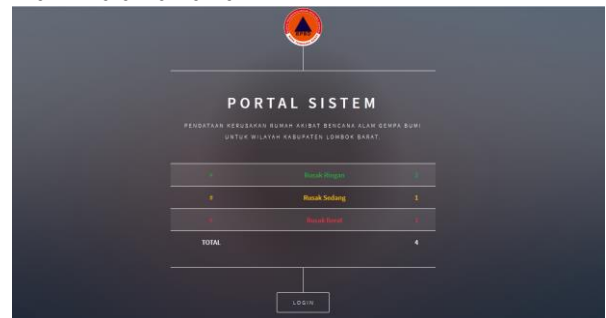 PORTAL SISTEM
PENDATAAN KERUSAKAN RUMAH AKIBAT BENCANA ALAM GEMPA BUMI
UNTUK WILAYAH KABUPATEN LOMBOK BARAT.
Rusak Ringan
# Rusak Sedang 1
Rusak Berat
TOTAL 4
LOGIN